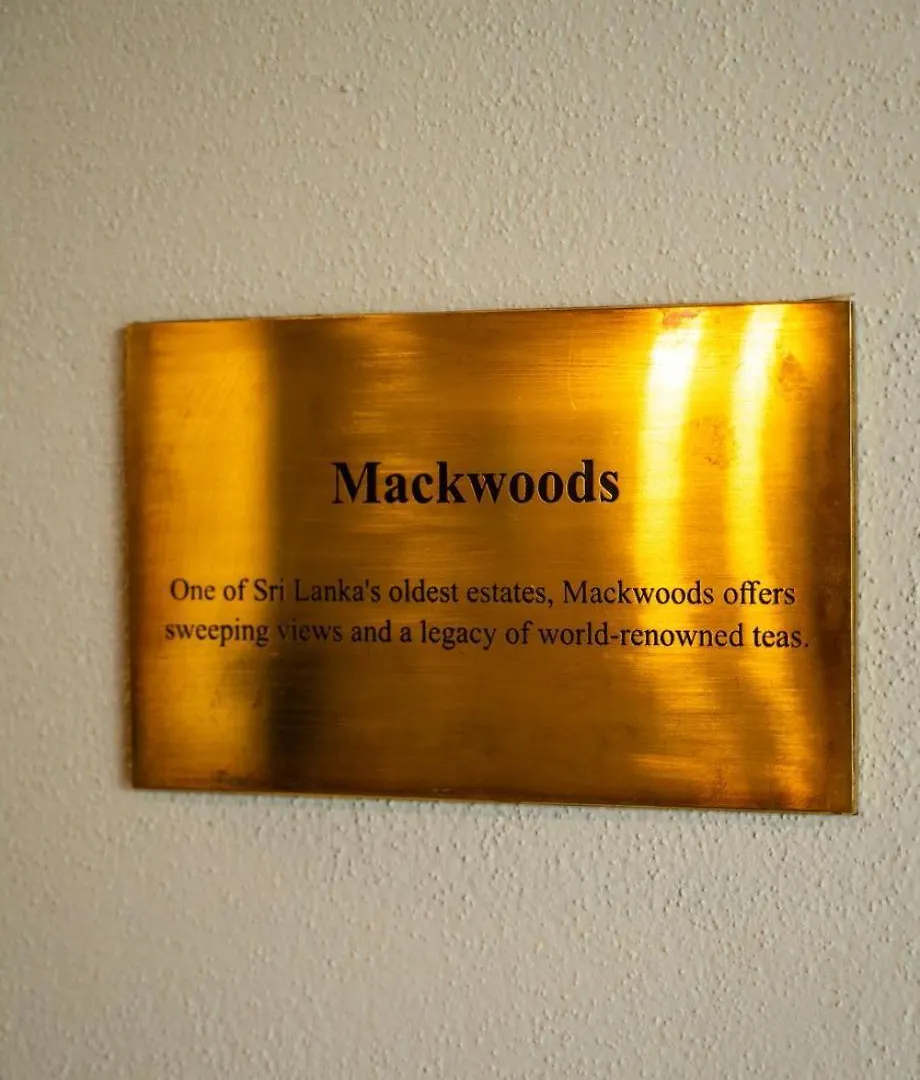 Mackwoods
One of Sri Lanka's oldest estates, Mackwoods offers
sweeping views and a legacy of world-renowned teas.